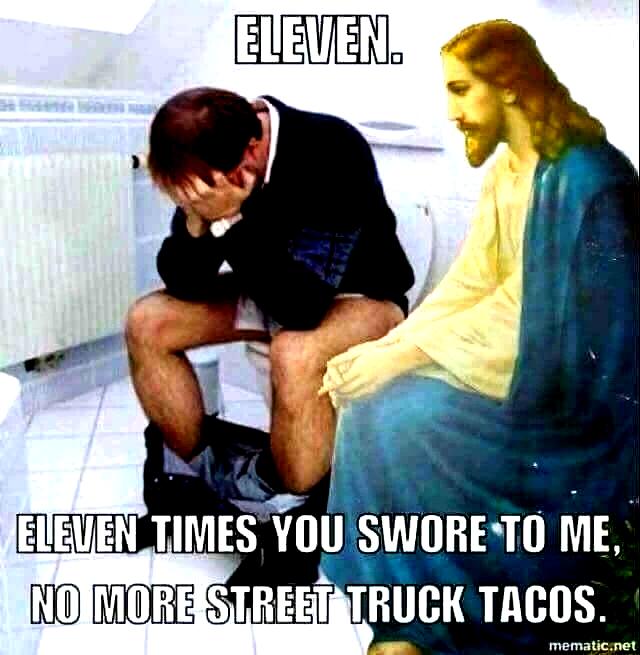 ELEVEN.
ELEVEN TIMES YOU SWORE TO ME,
NO MORE STREET TRUCK TACOS.
mematic.net